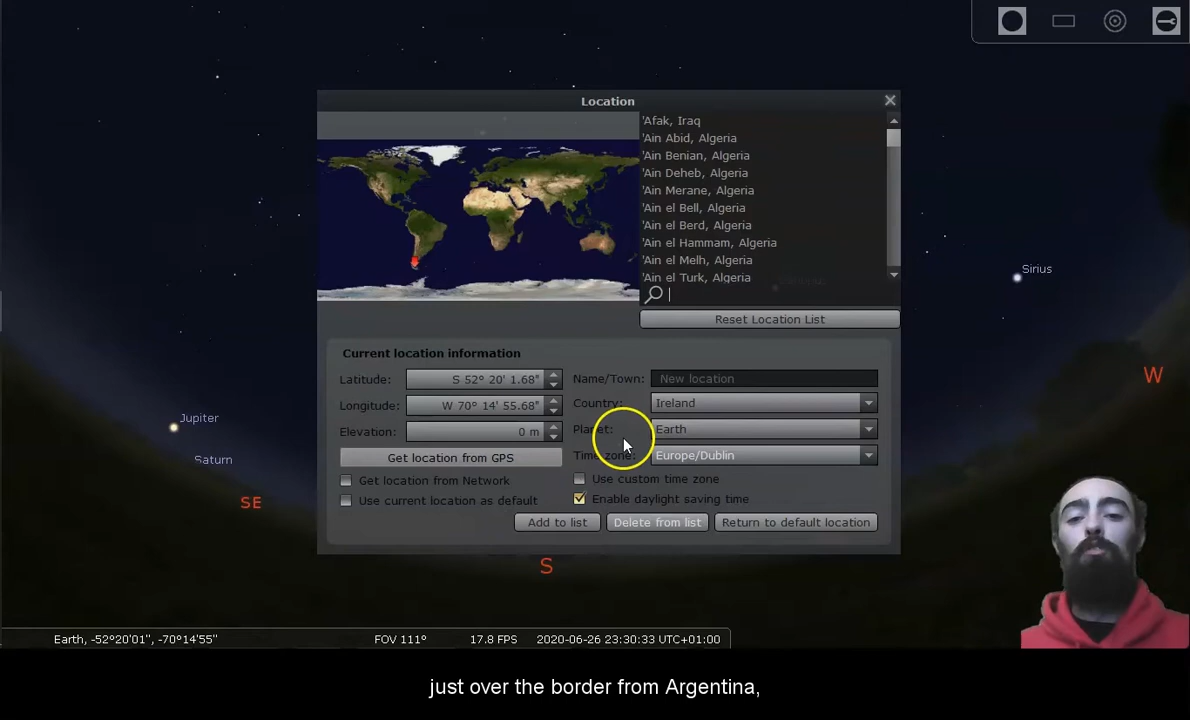 Location
'Afak, Iraq
'Ain Abid, Algeria
'Ain Benian, Algeria
'Ain Deheb, Algeria
'Ain Merane, Algeria
'Ain el Bell, Algeria
'Ain el Berd, Algeria
'Ain el Hammam, Algeria
'Ain el Melh, Algeria
'Ain el Turk, Algeria
Reset Location List
Sirius
W
Jupiter
Saturn
SE
S
Current location information
Latitude: S 52° 20' 1.68"
Longitude: W 70° 14' 55.68"
Elevation: 0 m
Get location from GPS
Get location from Network
Use current location as default
Name/Town: New location
Country: Ireland
Planet: Earth
Time zone: Europe/Dublin
Use custom time zone
Enable daylight saving time
Add to list Delete from list Return to default location
Earth, -52°20'01", -70°14'55" FOV 111° 17.8 FPS 2020-06-26 23:30:33 UTC+01:00
just over the border from Argentina,